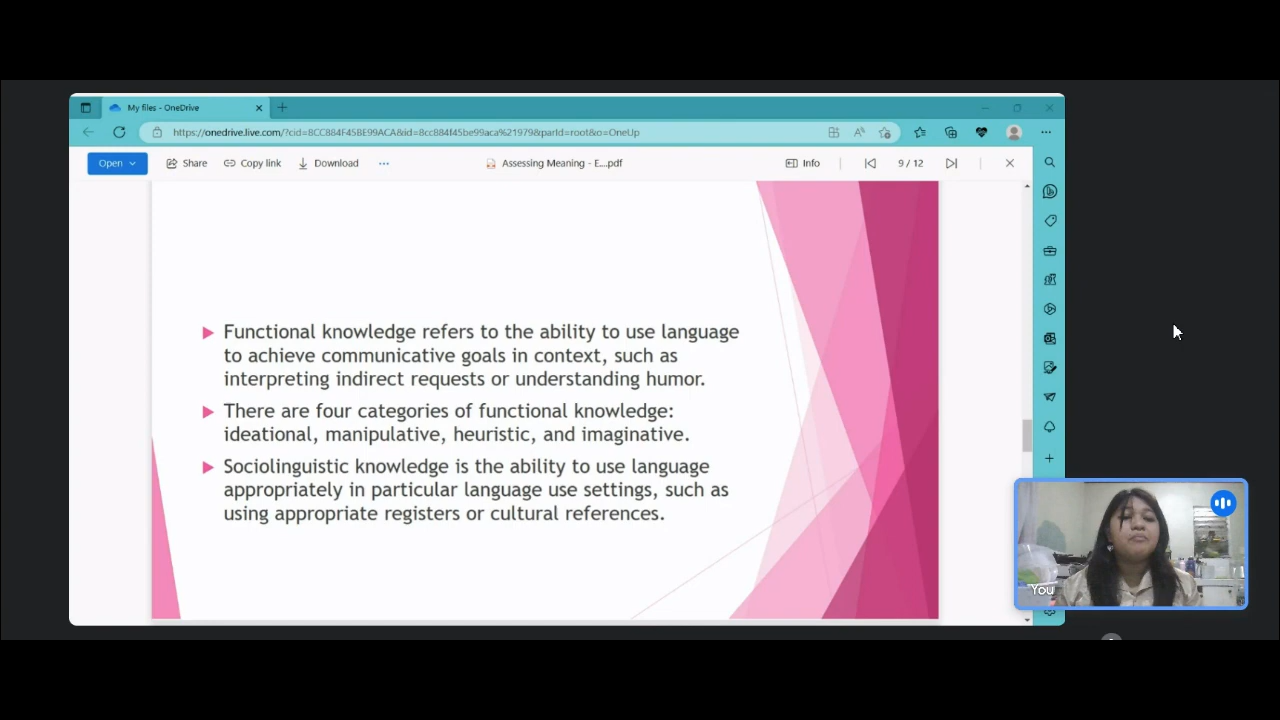 My files - OneDrive
https://onedrive.live.com/?cid=8CC884F45BE99ACA&id=8cc884f45be99aca%21979&parId=root&o=OneUp
Open Share Copy link Download Assessing Meaning - E...pdf Info 9 / 12
Functional knowledge refers to the ability to use language
to achieve communicative goals in context, such as
interpreting indirect requests or understanding humor.
There are four categories of functional knowledge:
ideational, manipulative, heuristic, and imaginative.
Sociolinguistic knowledge is the ability to use language
appropriately in particular language use settings, such as
using appropriate registers or cultural references.
You